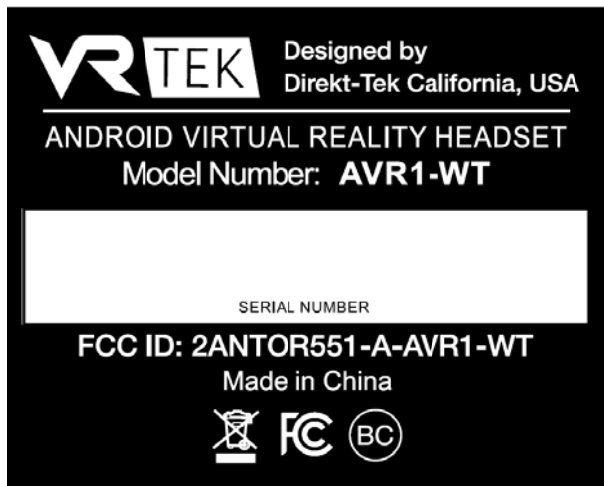 VR TEK
Designed by
Direkt-Tek California, USA
ANDROID VIRTUAL REALITY HEADSET
Model Number: AVR1-WT
SERIAL NUMBER
FCC ID: 2ANTOR551-A-AVR1-WT
Made in China
FC BC